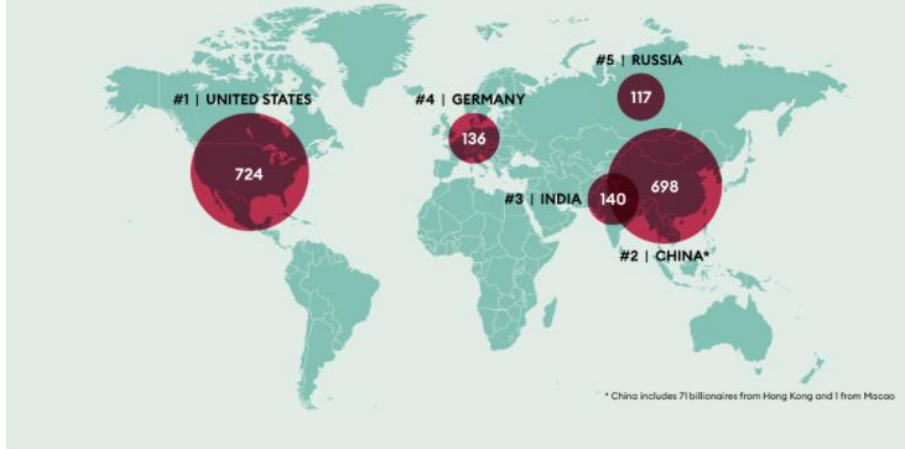 #5 | RUSSIA
117
#1 | UNITED STATES
#4 | GERMANY
136
724
698
#3 | INDIA
140
#2 | CHINA*
* China includes 71 billionaires from Hong Kong and 1 from Macao